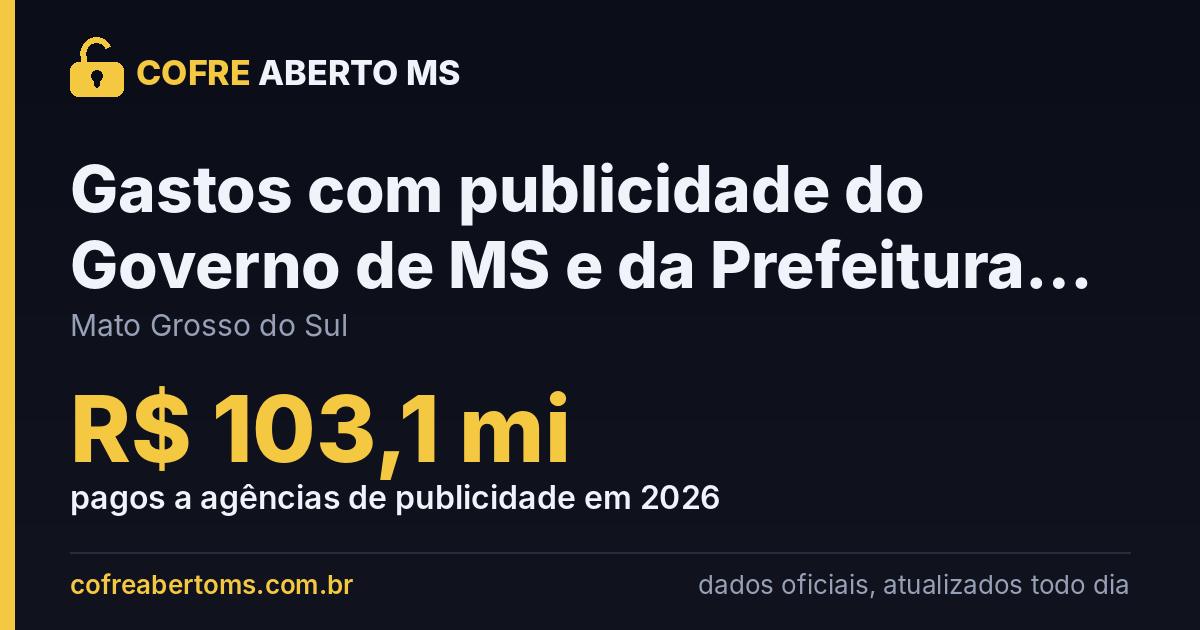 COFRE ABERTO MS
Gastos com publicidade do
Governo de MS e da Prefeitura...
Mato Grosso do Sul
R$ 103,1 mi
pagos a agências de publicidade em 2026
cofreabertoms.com.br
dados oficiais, atualizados todo dia